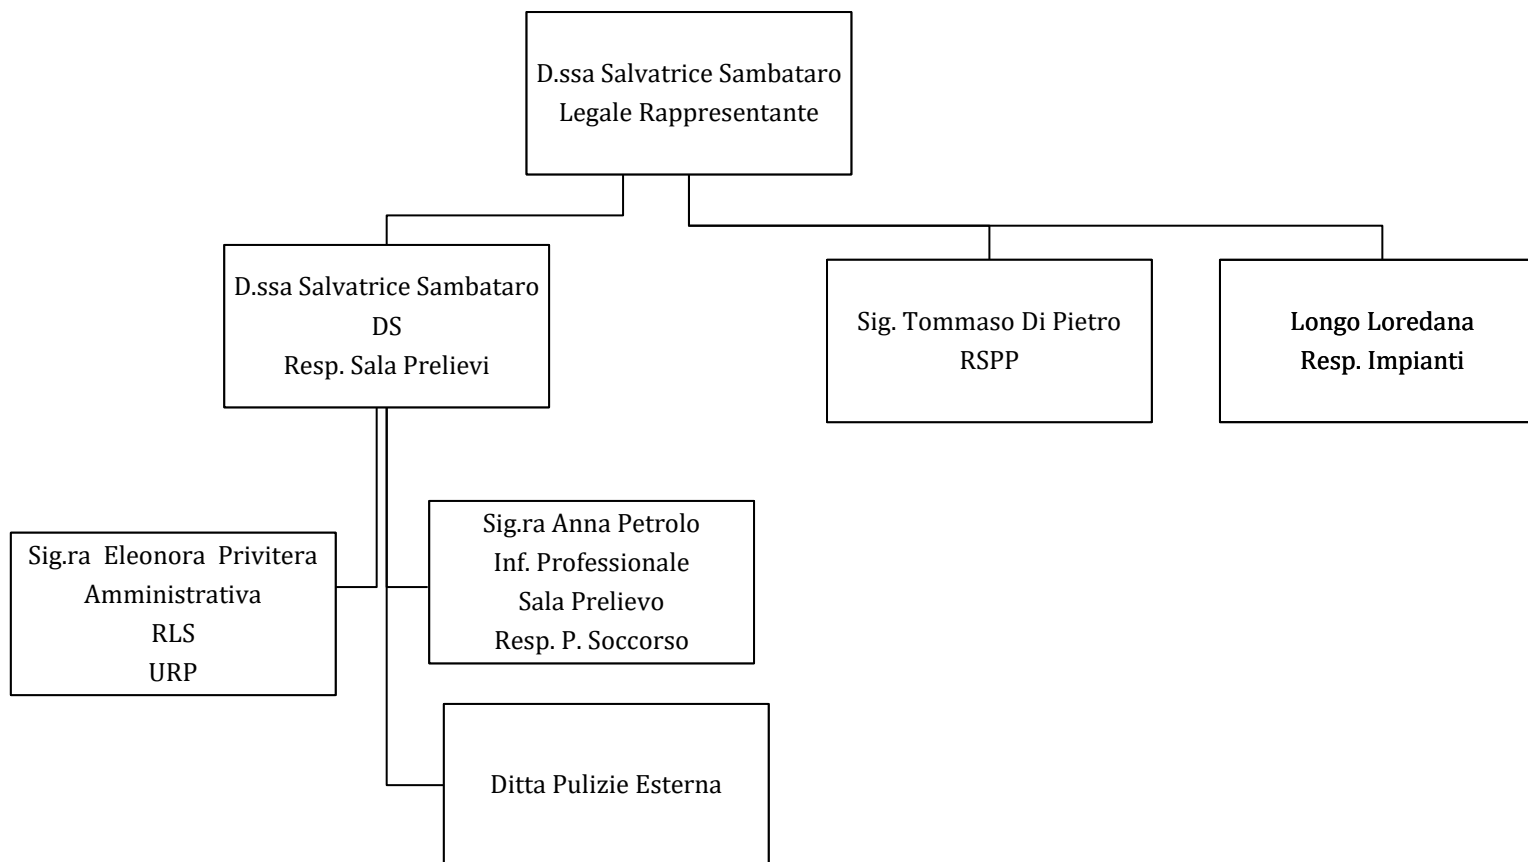 D.ssa Salvatrice Sambataro
Legale Rappresentante
D.ssa Salvatrice Sambataro
DS
Resp. Sala Prelievi
Sig. Tommaso Di Pietro
RSPP
Longo Loredana
Resp. Impianti
Sig.ra Eleonora Privitera
Amministrativa
RLS
URP
Sig.ra Anna Petrolo
Inf. Professionale
Sala Prelievo
Resp. P. Soccorso
Ditta Pulizie Esterna